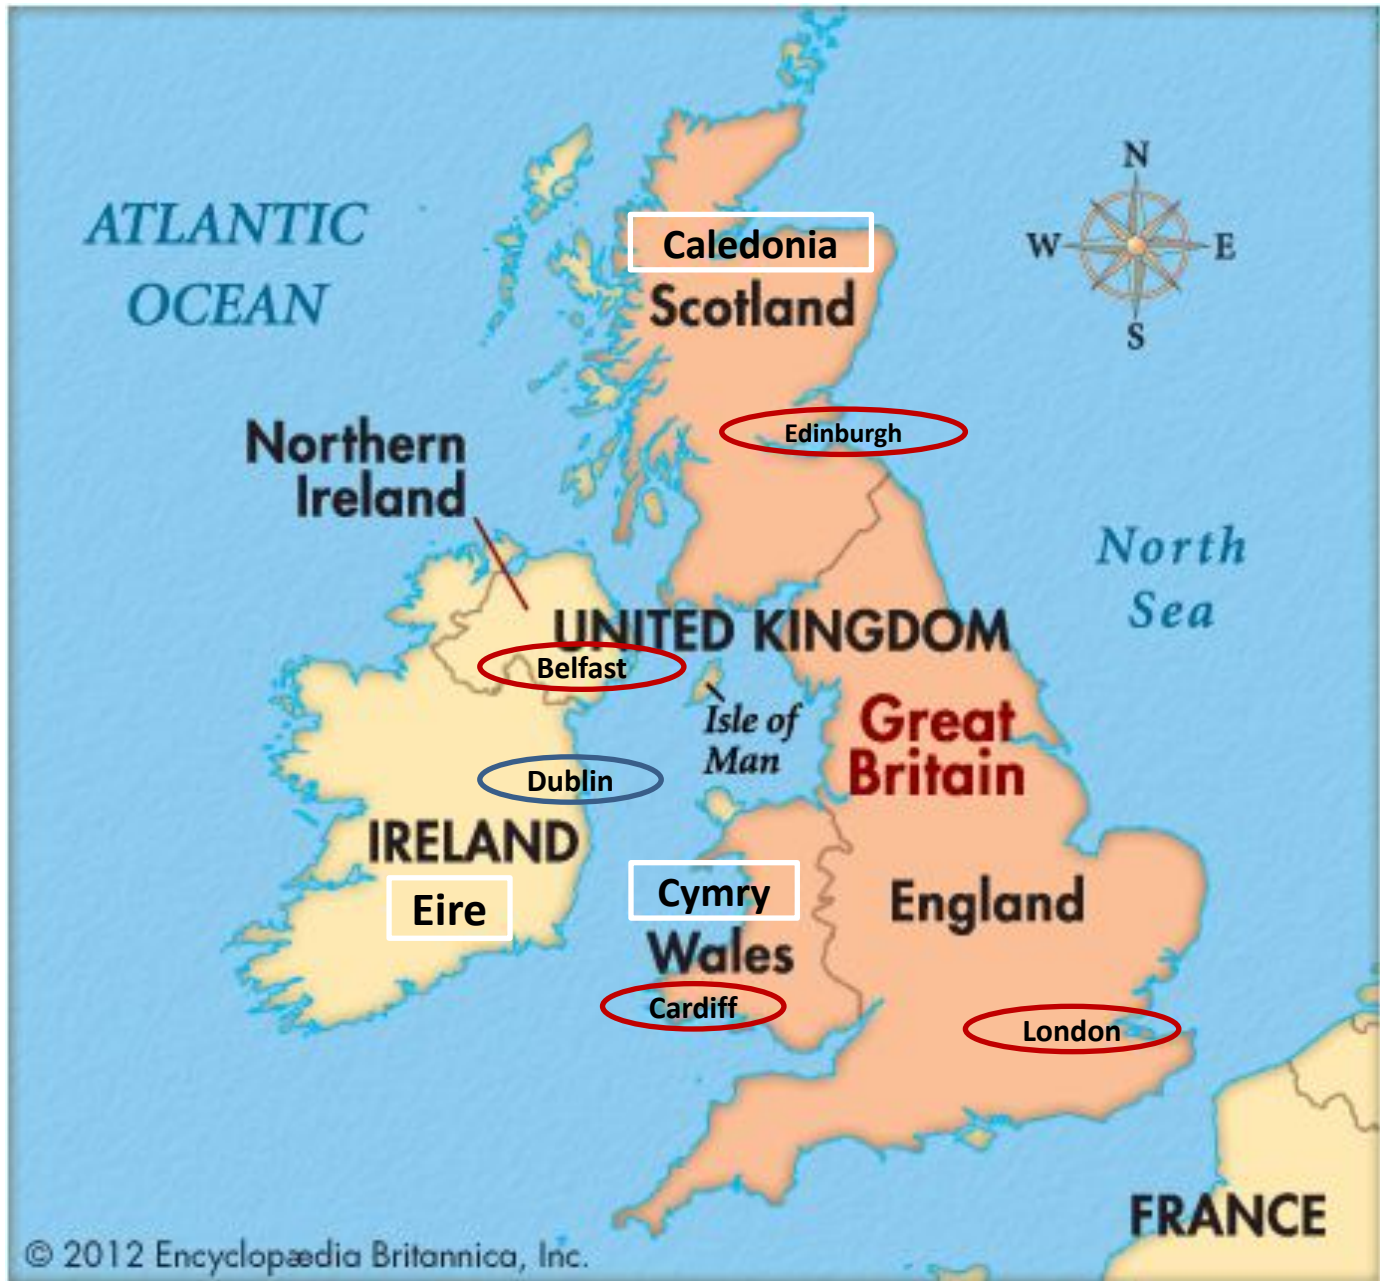 N
ATLANTIC
OCEAN
W
E
S
Caledonia
Scotland
Edinburgh
Northern
Ireland
North
Sea
UNITED KINGDOM
Belfast
Isle of
Man
Great
Britain
Dublin
IRELAND
Eire
Cymry
Wales
England
Cardiff
London
FRANCE
© 2012 Encyclopædia Britannica, Inc.